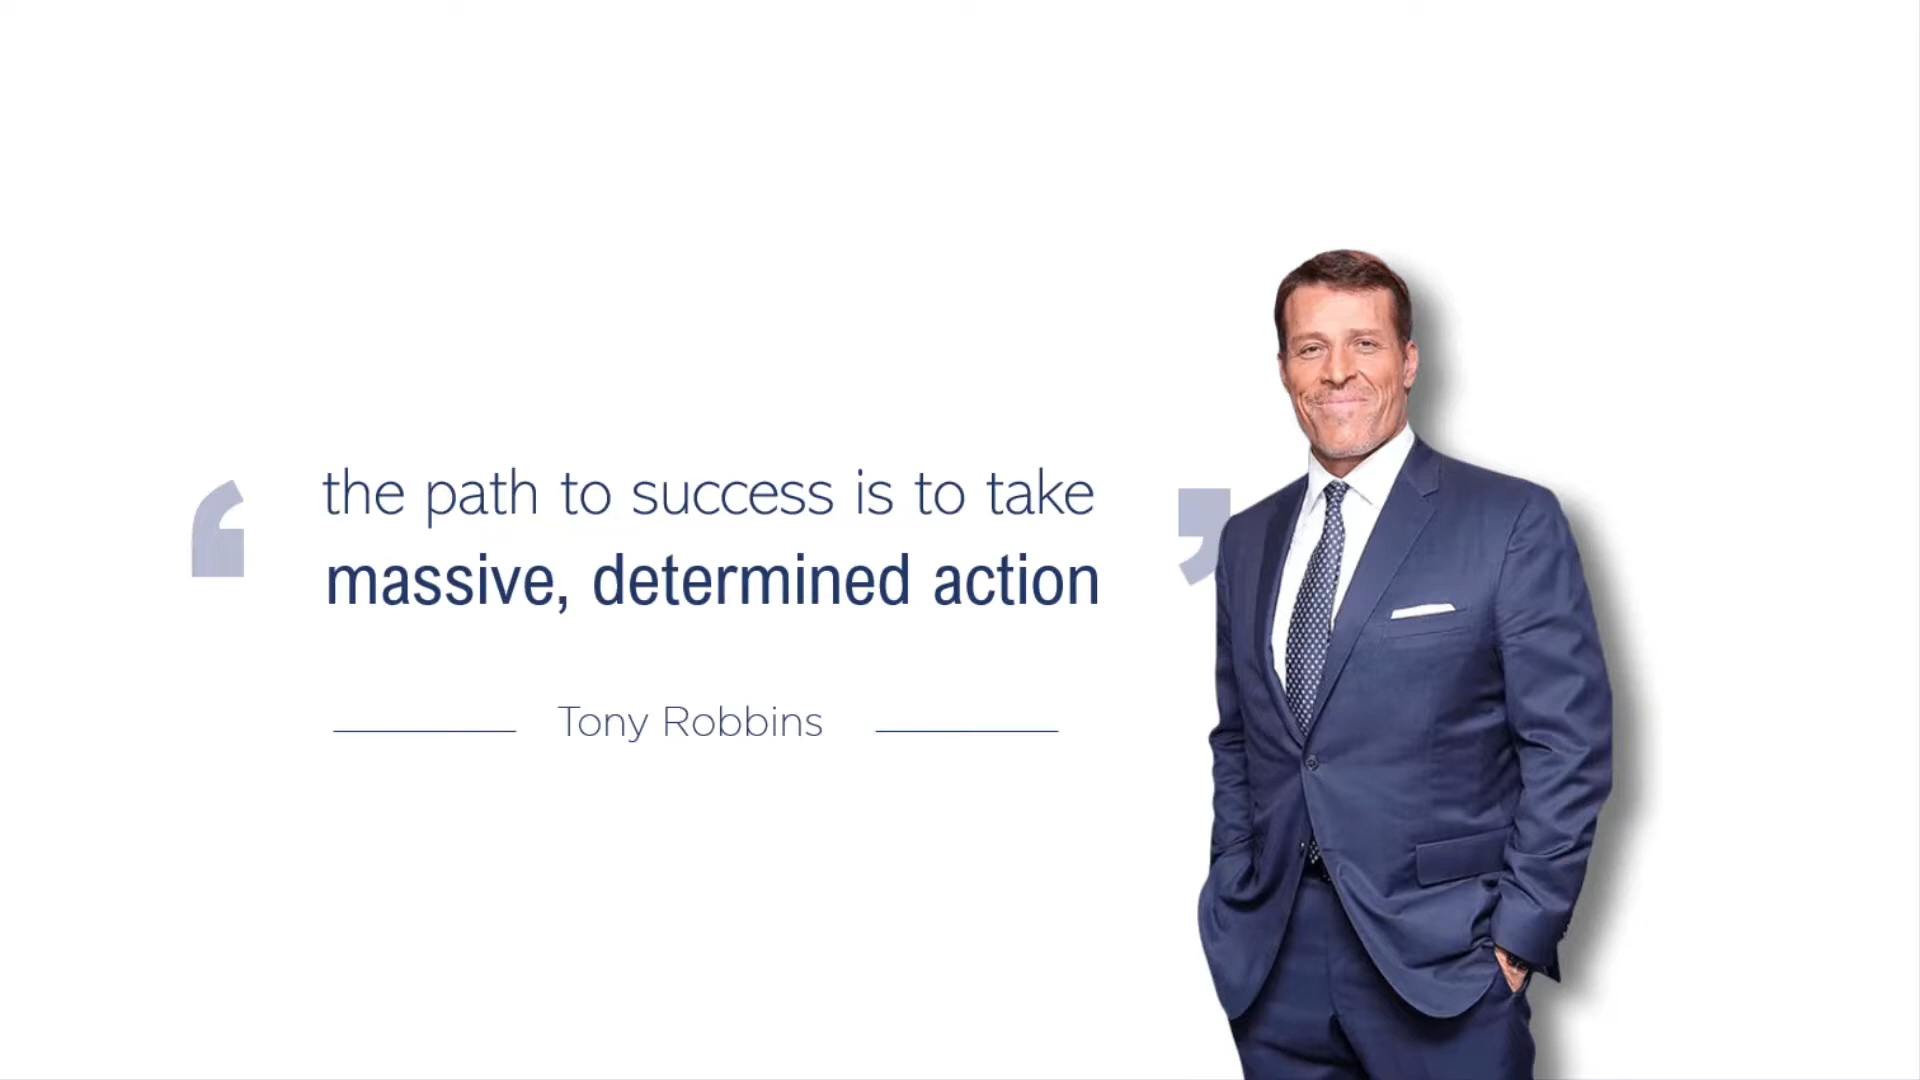 ‘ the path to success is to take ’
massive, determined action
Tony Robbins